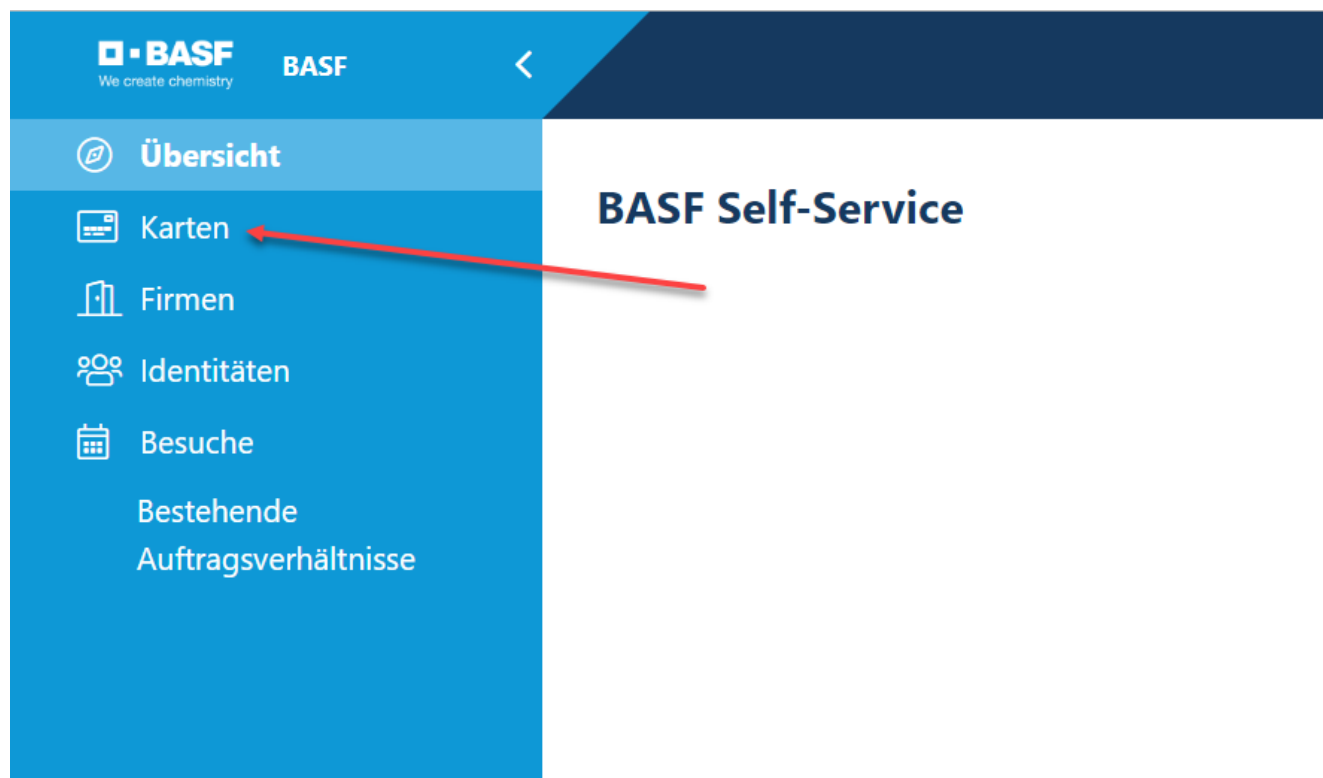 BASF
We create chemistry
BASF
Übersicht
Karten
Firmen
Identitäten
Besuche
Bestehende
Auftragsverhältnisse
BASF Self-Service